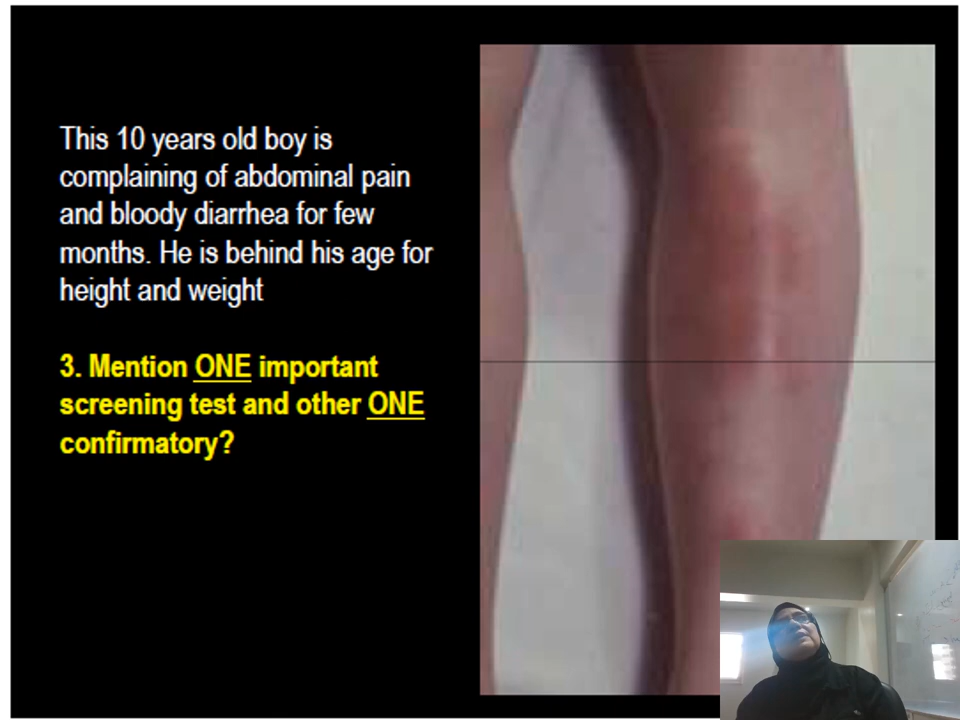 This 10 years old boy is
complaining of abdominal pain
and bloody diarrhea for few
months. He is behind his age for
height and weight
3. Mention ONE important
screening test and other ONE
confirmatory?